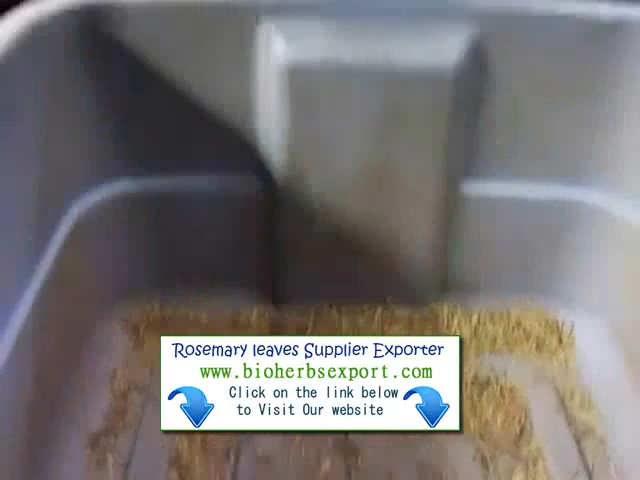 Rosemary leaves Supplier Exporter
www.bioherbsexport.com
Click on the link below
to Visit Our website